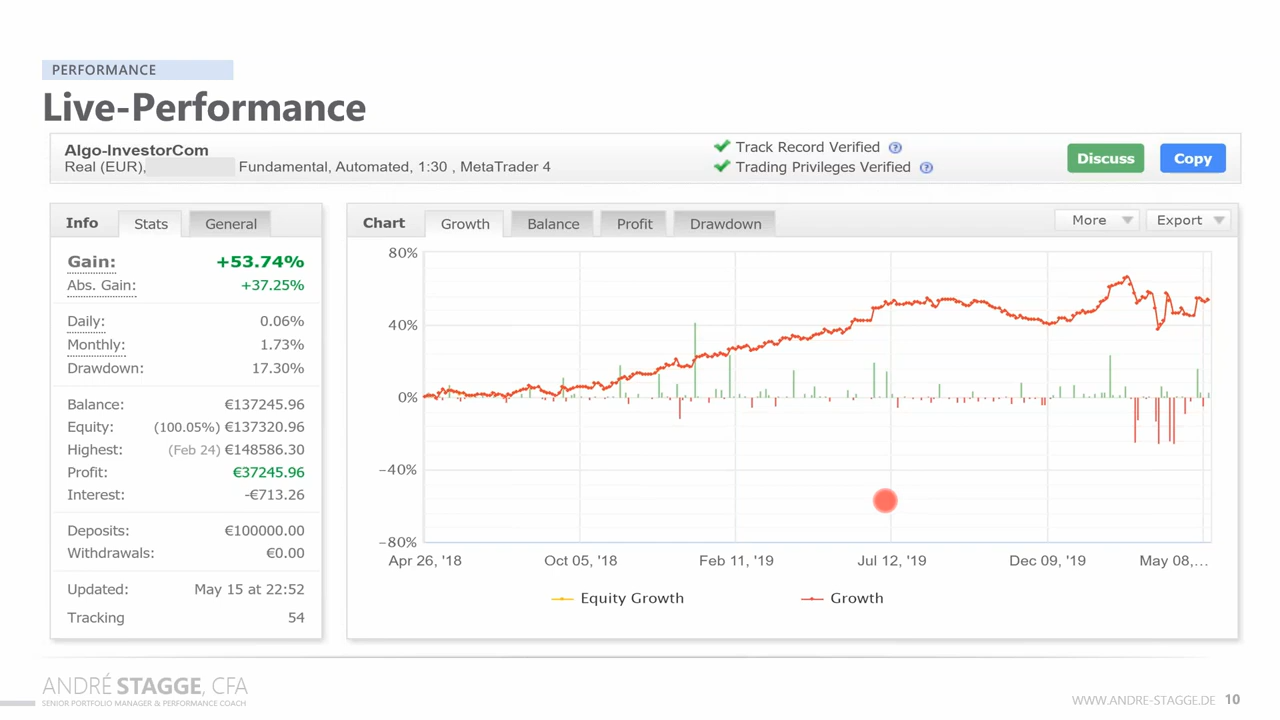 PERFORMANCE
Live-Performance
Algo-InvestorCom
Real (EUR), Fundamental, Automated, 1:30 , MetaTrader 4
Track Record Verified
Trading Privileges Verified
Discuss
Copy
Info Stats General
Gain: +53.74%
Abs. Gain: +37.25%
Daily: 0.06%
Monthly: 1.73%
Drawdown: 17.30%
Balance: €137245.96
Equity: (100.05%) €137320.96
Highest: (Feb 24) €148586.30
Profit: €37245.96
Interest: -€713.26
Deposits: €100000.00
Withdrawals: €0.00
Updated: May 15 at 22:52
Tracking 54
Chart Growth Balance Profit Drawdown More Export
80%
40%
0%
−40%
−80%
Apr 26, '18 Oct 05, '18 Feb 11, '19 Jul 12, '19 Dec 09, '19 May 08,…
Equity Growth Growth
ANDRÉ STAGGE, CFA
SENIOR PORTFOLIO MANAGER & PERFORMANCE COACH
WWW.ANDRE-STAGGE.DE 10